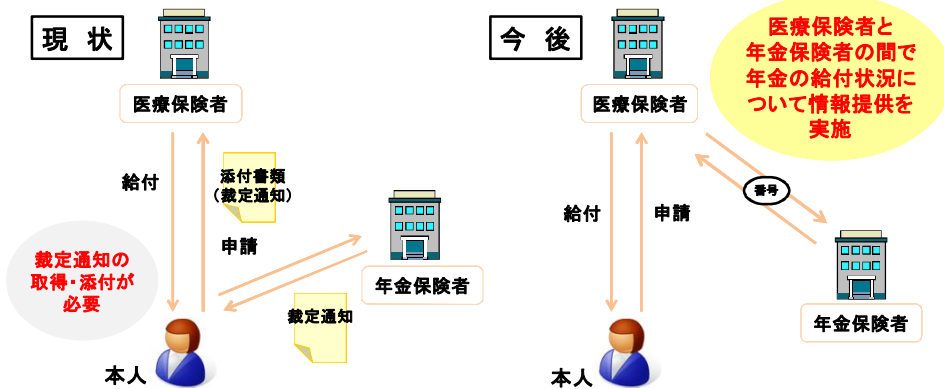 現 状
医療保険者
給付
添付書類
（裁定通知）
申請
裁定通知の
取得・添付が
必要
年金保険者
裁定通知
本人
今 後
医療保険者
医療保険者と
年金保険者の間で
年金の給付状況に
ついて情報提供を
実施
番号
給付
申請
年金保険者
本人